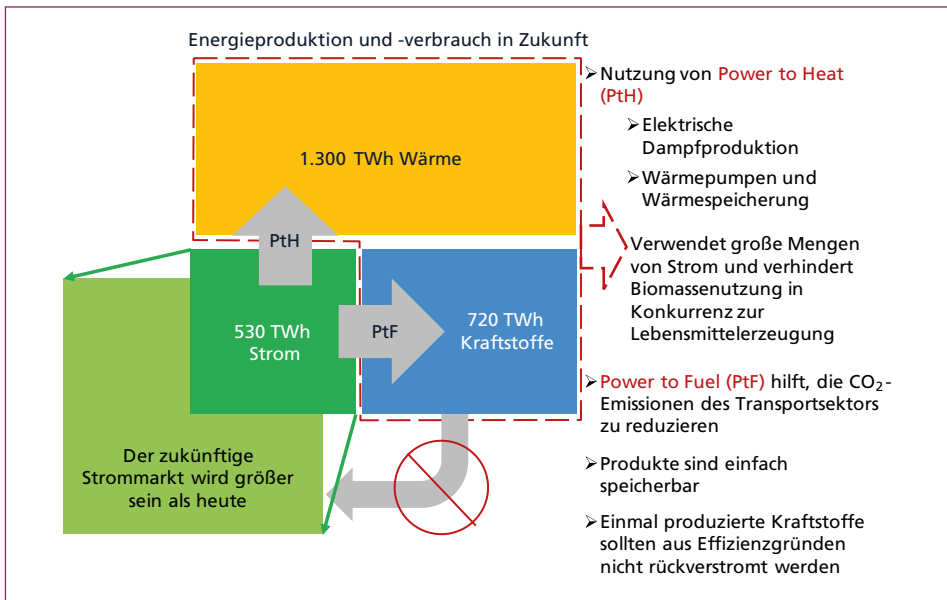 Energieproduktion und -verbrauch in Zukunft
1.300 TWh Wärme
PtH
530 TWh
Strom
PtF
720 TWh
Kraftstoffe
Der zukünftige
Strommarkt wird größer
sein als heute
➢Nutzung von Power to Heat
(PtH)
➢Elektrische
Dampfproduktion
➢Wärmepumpen und
Wärmespeicherung
Verwendet große Mengen
von Strom und verhindert
Biomassenutzung in
Konkurrenz zur
Lebensmittelerzeugung
➢Power to Fuel (PtF) hilft, die CO₂-
Emissionen des Transportsektors
zu reduzieren
➢Produkte sind einfach
speicherbar
➢Einmal produzierte Kraftstoffe
sollten aus Effizienzgründen
nicht rückverstromt werden